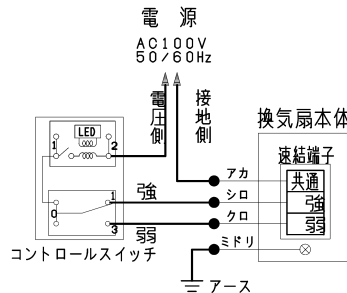 電 源
AC100V
50/60Hz
電圧側
接地側
換気扇本体
速結端子
LED
1
2
アカ
共通
シロ
強
クロ
弱
ミドリ
強
弱
1
0
3
コントロールスイッチ
アース